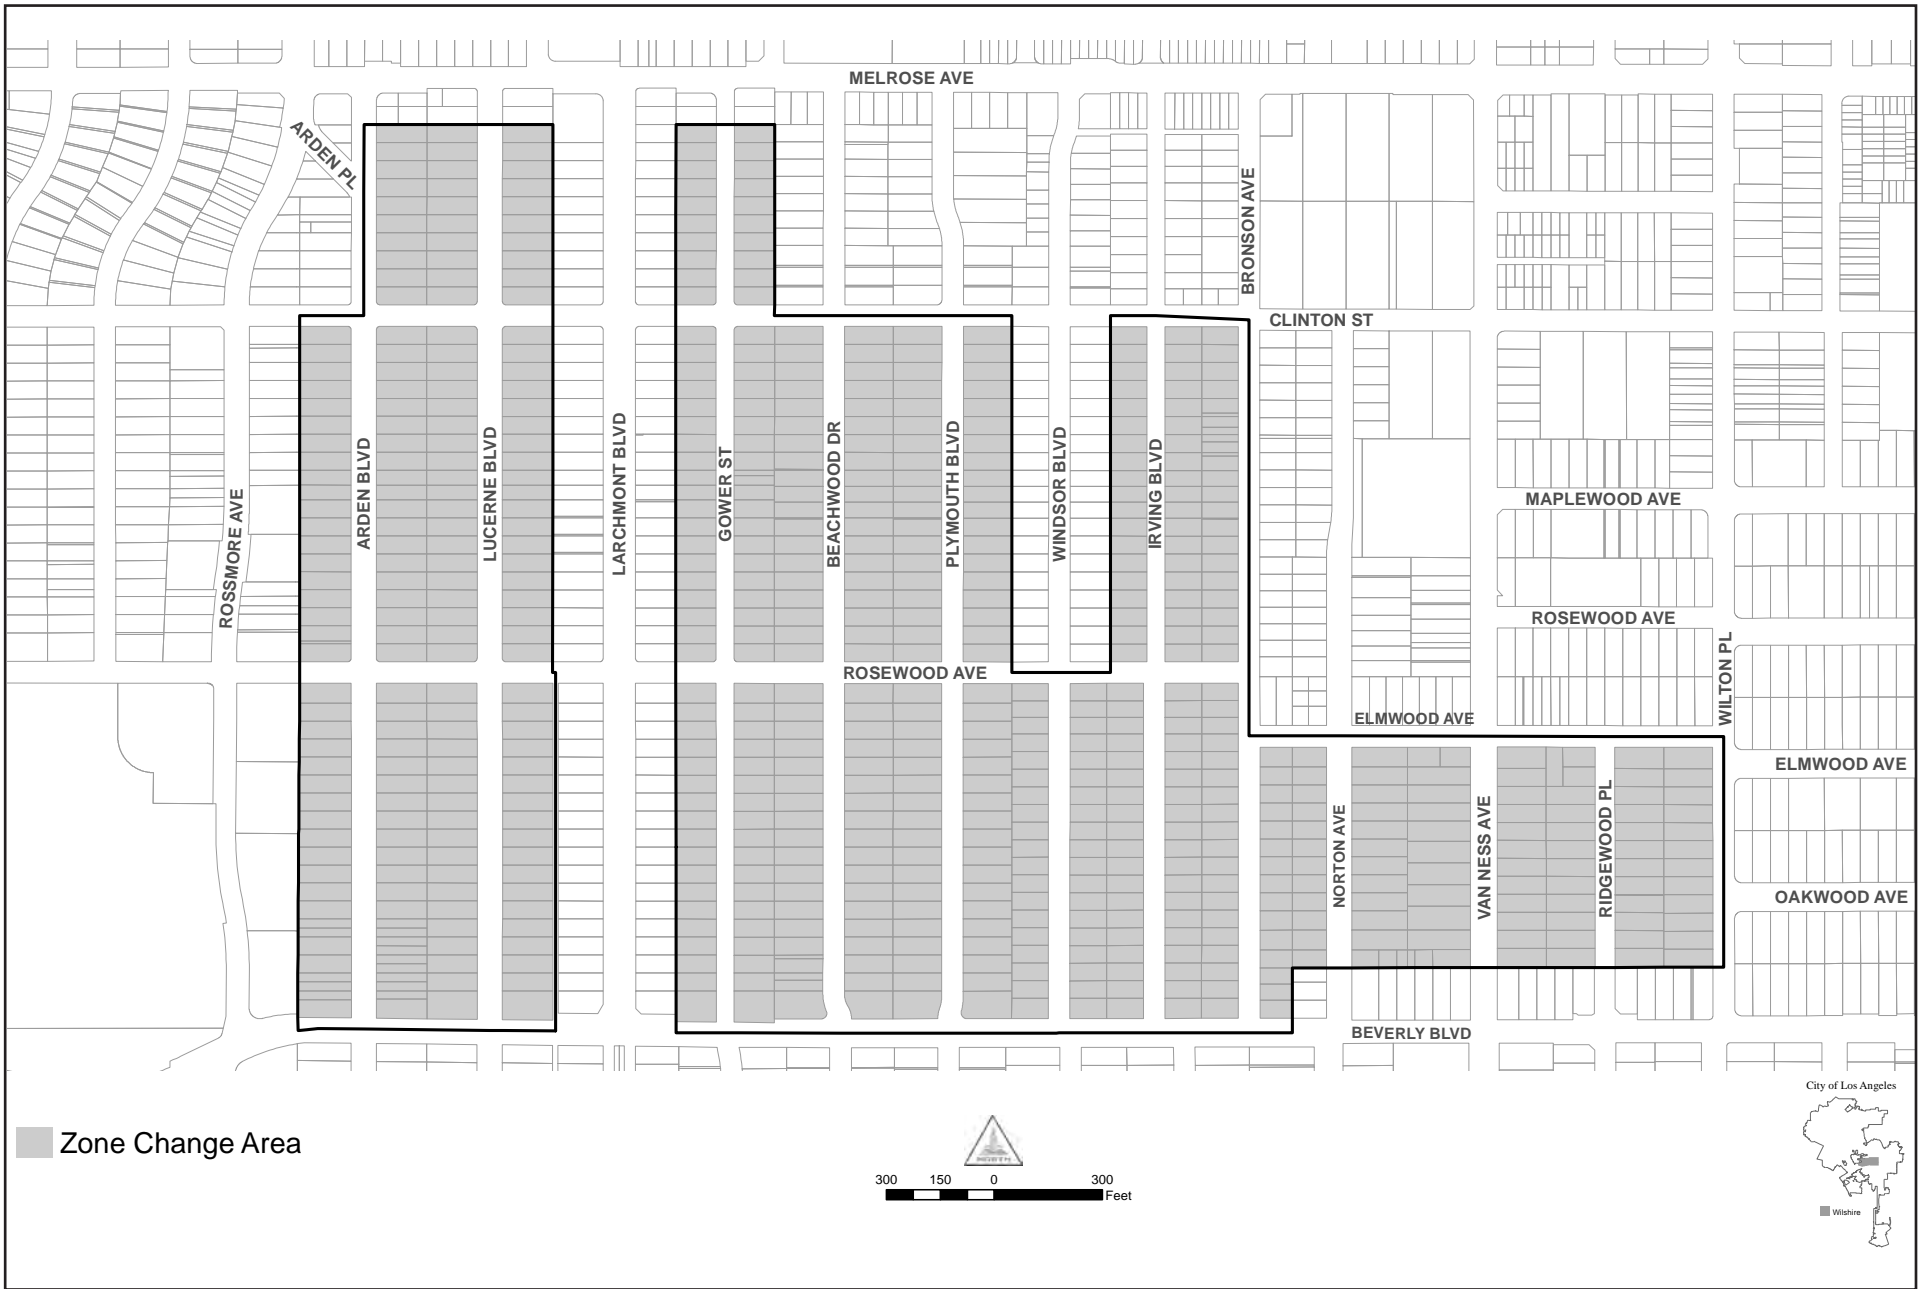 MELROSE AVE
ARDEN PL
BRONSON AVE
CLINTON ST
ROSSMORE AVE
ARDEN BLVD
LUCERNE BLVD
LARCHMONT BLVD
GOWER ST
BEACHWOOD DR
PLYMOUTH BLVD
WINDSOR BLVD
IRVING BLVD
MAPLEWOOD AVE
ROSEWOOD AVE
ROSEWOOD AVE
WILTON PL
ELMWOOD AVE
ELMWOOD AVE
NORTON AVE
VAN NESS AVE
RIDGEWOOD PL
OAKWOOD AVE
BEVERLY BLVD
City of Los Angeles
Zone Change Area
NORTH
300 150 0 300
Feet
Wilshire